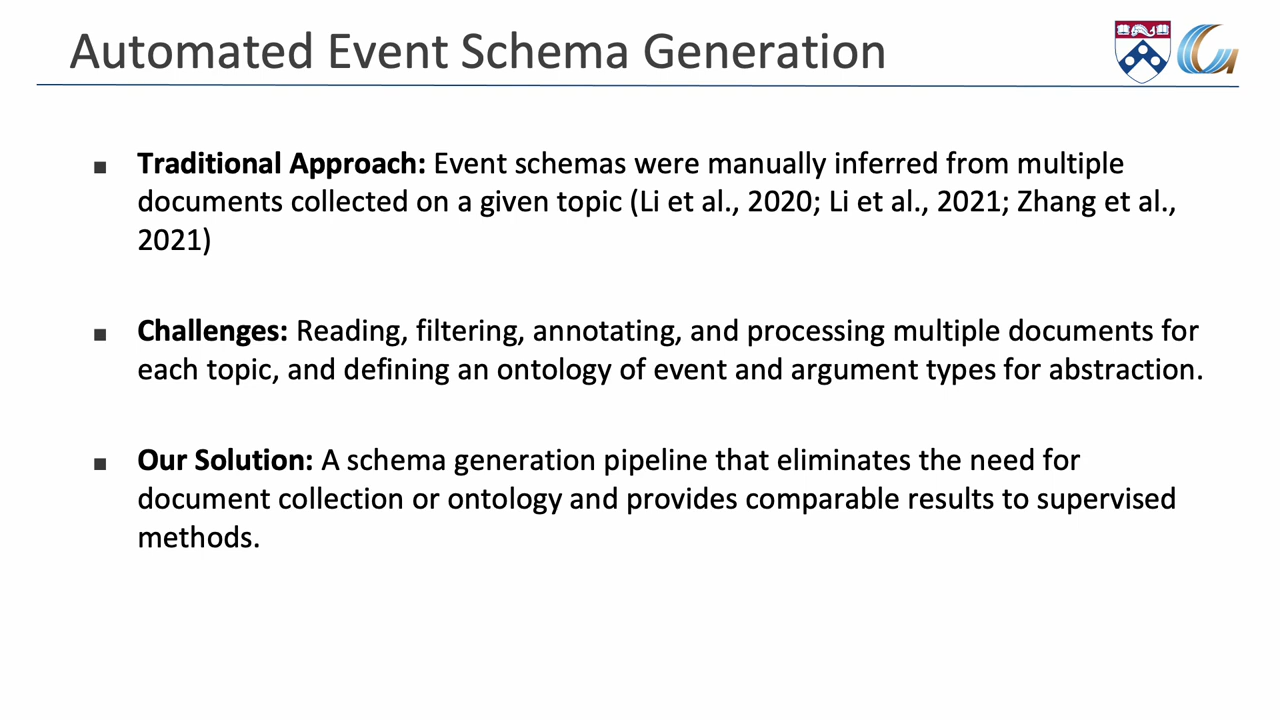 Automated Event Schema Generation
▪ Traditional Approach: Event schemas were manually inferred from multiple
documents collected on a given topic (Li et al., 2020; Li et al., 2021; Zhang et al.,
2021)
▪ Challenges: Reading, filtering, annotating, and processing multiple documents for
each topic, and defining an ontology of event and argument types for abstraction.
▪ Our Solution: A schema generation pipeline that eliminates the need for
document collection or ontology and provides comparable results to supervised
methods.